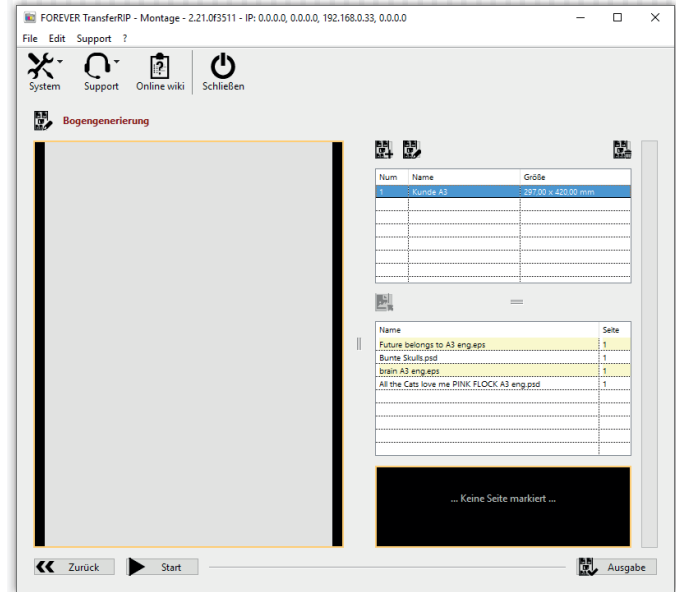 FOREVER TransferRIP - Montage - 2.21.0f3511 - IP: 0.0.0.0, 0.0.0.0, 192.168.0.33, 0.0.0.0
File Edit Support ?
System Support Online wiki Schließen
Bogengenerierung
Num Name Größe
1 Kunde A3 297,00 x 420,00 mm
Name Seite
Future belongs to A3 eng.eps 1
Bunte Skulls.psd 1
brain A3 eng.eps 1
All the Cats love me PINK FLOCK A3 eng.psd 1
... Keine Seite markiert ...
Zurück Start Ausgabe